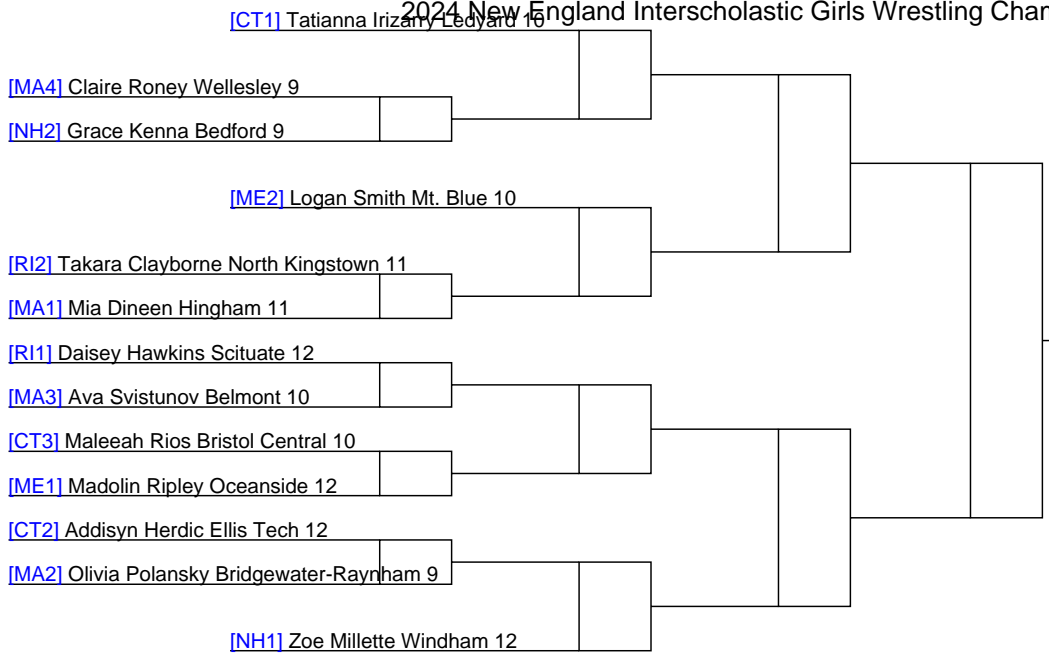 2024 New England Interscholastic Girls Wrestling Cham
[CT1] Tatianna Irizarry Ledyard 10
[MA4] Claire Roney Wellesley 9
[NH2] Grace Kenna Bedford 9
[ME2] Logan Smith Mt. Blue 10
[RI2] Takara Clayborne North Kingstown 11
[MA1] Mia Dineen Hingham 11
[RI1] Daisey Hawkins Scituate 12
[MA3] Ava Svistunov Belmont 10
[CT3] Maleeah Rios Bristol Central 10
[ME1] Madolin Ripley Oceanside 12
[CT2] Addisyn Herdic Ellis Tech 12
[MA2] Olivia Polansky Bridgewater-Raynham 9
[NH1] Zoe Millette Windham 12